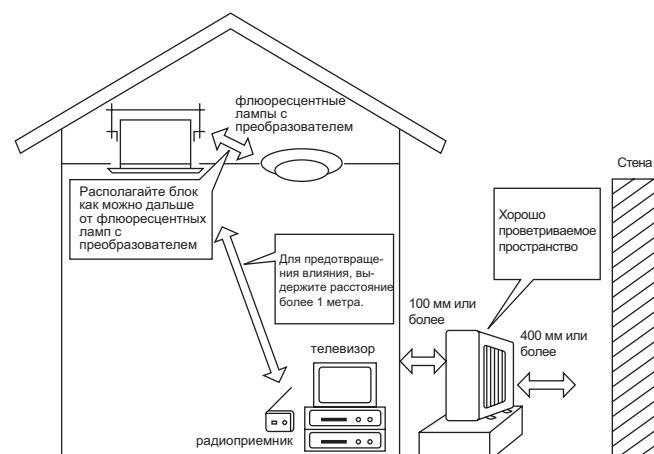 флюоресцентные
лампы с
преобразователем
Стена
Располагайте блок
как можно дальше
от флюоресцентных
ламп с
преобразователем
Хорошо
проветриваемое
пространство
Для предотвраще-
ния влияния, вы-
держите расстояние
более 1 метра.
100 мм или
более
400 мм или
более
телевизор
радиоприемник